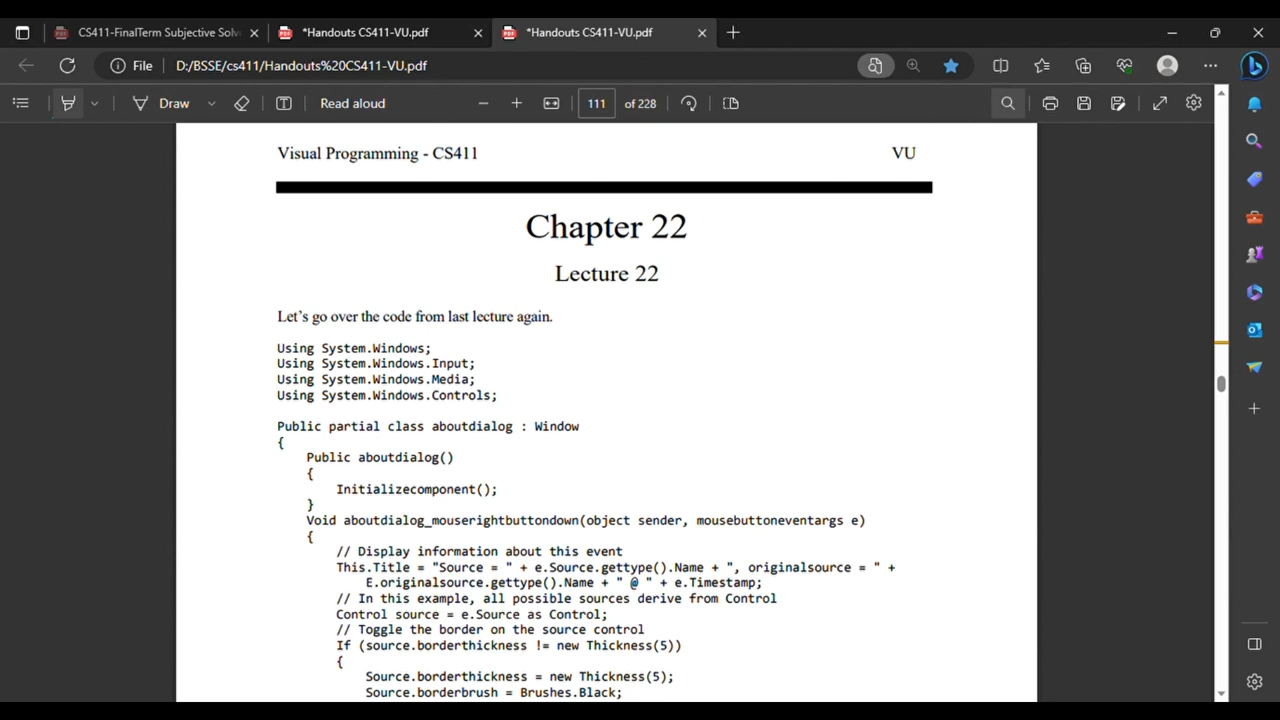 CS411-FinalTerm Subjective Solv
*Handouts CS411-VU.pdf
*Handouts CS411-VU.pdf
File
D:/BSSE/cs411/Handouts%20CS411-VU.pdf
Draw
Read aloud
111
of 228
Visual Programming - CS411
VU
Chapter 22
Lecture 22
Let's go over the code from last lecture again.
Using System.Windows;
Using System.Windows.Input;
Using System.Windows.Media;
Using System.Windows.Controls;
Public partial class aboutdialog : Window
{
Public aboutdialog()
{
Initializecomponent();
}
Void aboutdialog_mouserightbuttondown(object sender, mousebuttoneventargs e)
{
// Display information about this event
This.Title = "Source = " + e.Source.gettype().Name + ", originalsource = " +
E.originalsource.gettype().Name + " @ " + e.Timestamp;
// In this example, all possible sources derive from Control
Control source = e.Source as Control;
// Toggle the border on the source control
If (source.borderthickness != new Thickness(5))
{
Source.borderthickness = new Thickness(5);
Source.borderbrush = Brushes.Black;